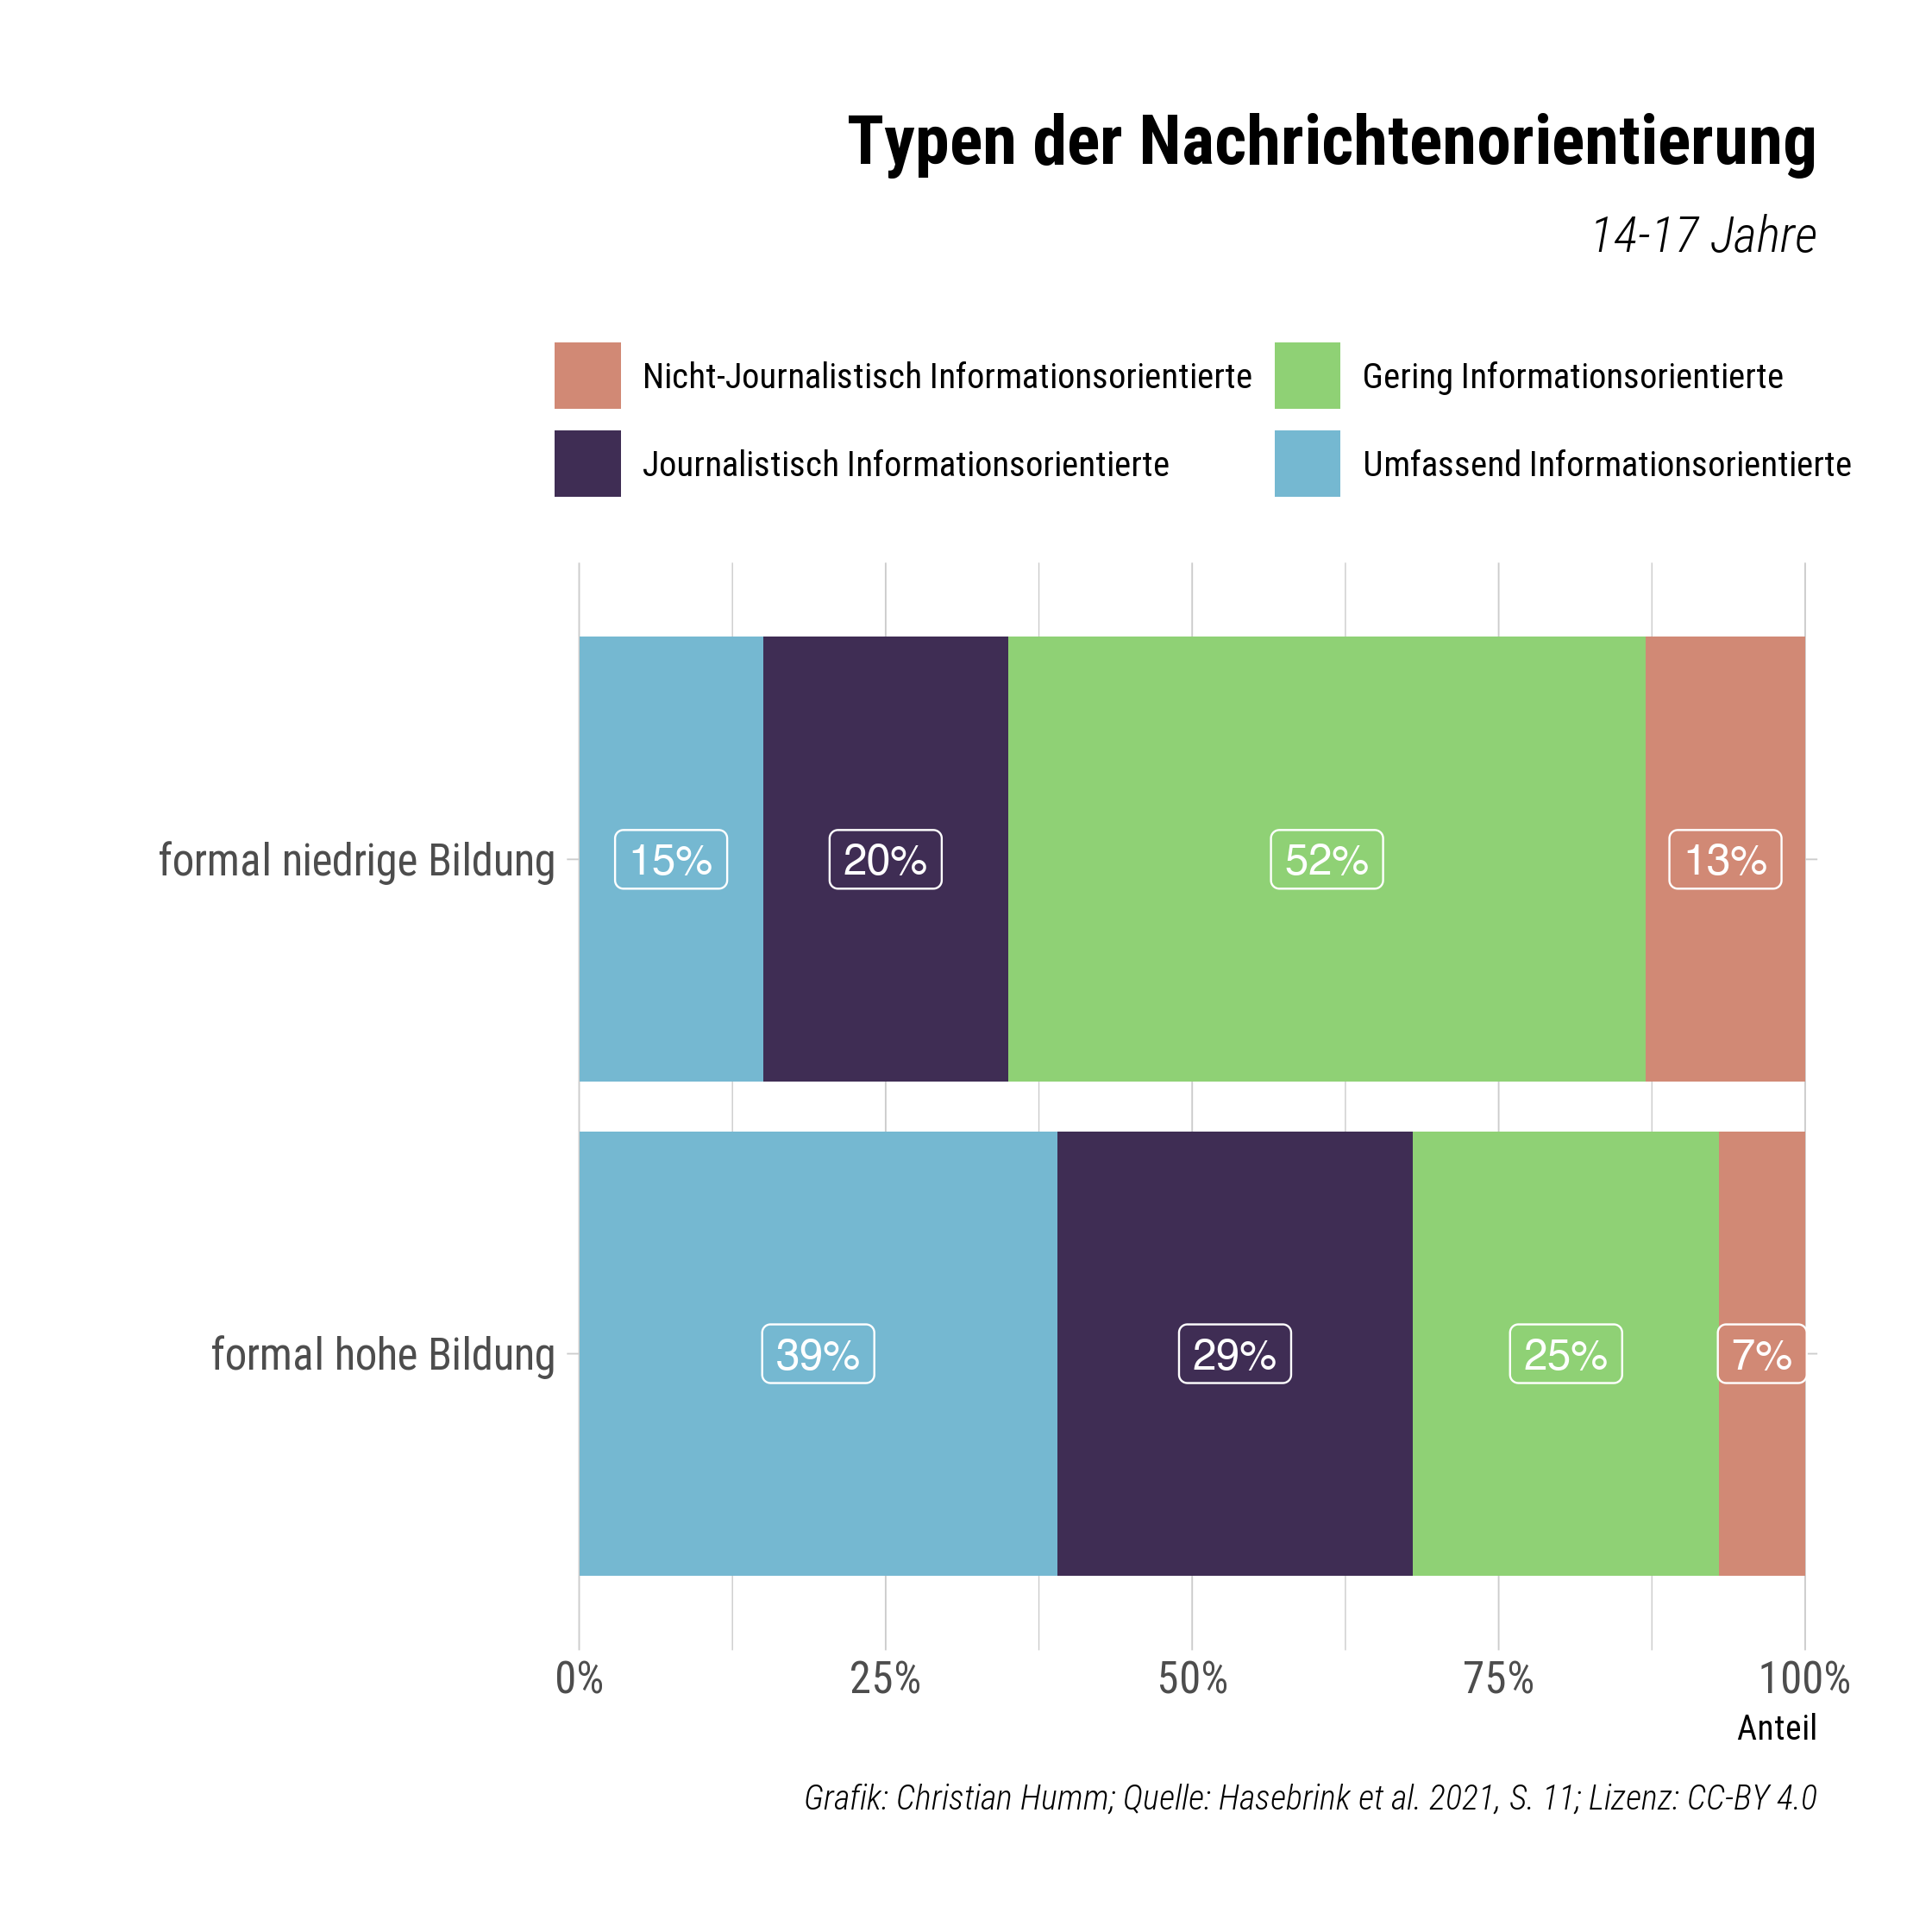 Typen der Nachrichtenorientierung
14-17 Jahre
Nicht-Journalistisch Informationsorientierte
Gering Informationsorientierte
Journalistisch Informationsorientierte
Umfassend Informationsorientierte
formal niedrige Bildung
15%
20%
52%
13%
formal hohe Bildung
39%
29%
25%
7%
0%
25%
50%
75%
100%
Anteil
Grafik: Christian Humm; Quelle: Hasebrink et al. 2021, S. 11; Lizenz: CC-BY 4.0